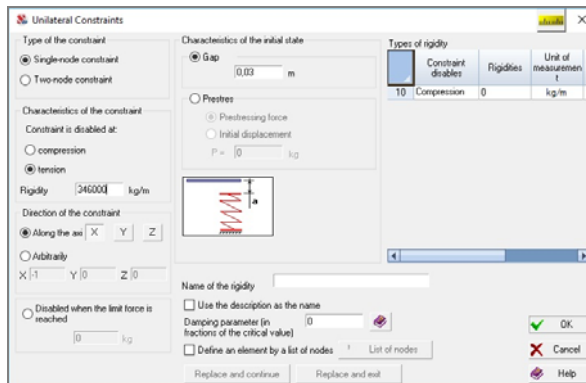 Unilateral Constraints
Type of the constraint
Single-node constraint
Two-node constraint
Characteristics of the constraint
Constraint is disabled at:
compression
tension
Rigidity 346000 kg/m
Direction of the constraint
Along the axi X Y Z
Arbitrarily
X -1 Y 0 Z 0
Disabled when the limit force is
reached
0 kg
Characteristics of the initial state
Gap
0,03 m
Prestres
Prestressing force
Initial displacement
P = 0 kg
a
Types of rigidity
Constraint
disables
Rigidities
Unit of
measuremen
t
10 Compression 0 kg/m
Name of the rigidity
Use the description as the name
Damping parameter (in
fractions of the critical value) 0
Define an element by a list of nodes
List of nodes
Replace and continue
Replace and exit
OK
Cancel
Help